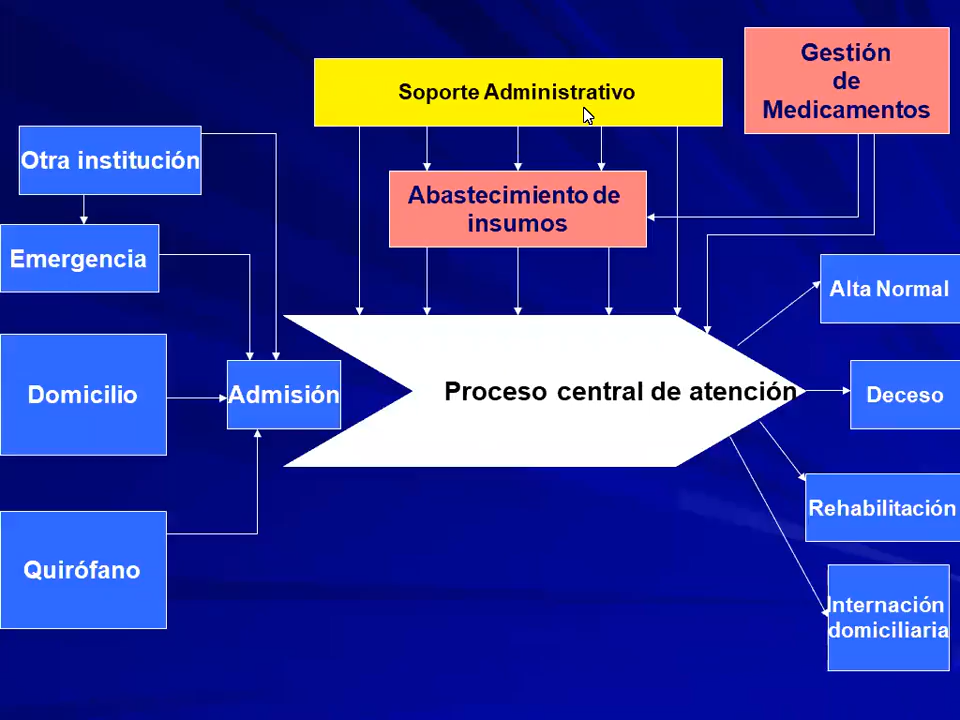 Gestión
de
Medicamentos
Soporte Administrativo
Otra institución
Abastecimiento de
insumos
Emergencia
Alta Normal
Domicilio
Admisión
Proceso central de atención
Deceso
Rehabilitación
Quirófano
Internación
domiciliaria